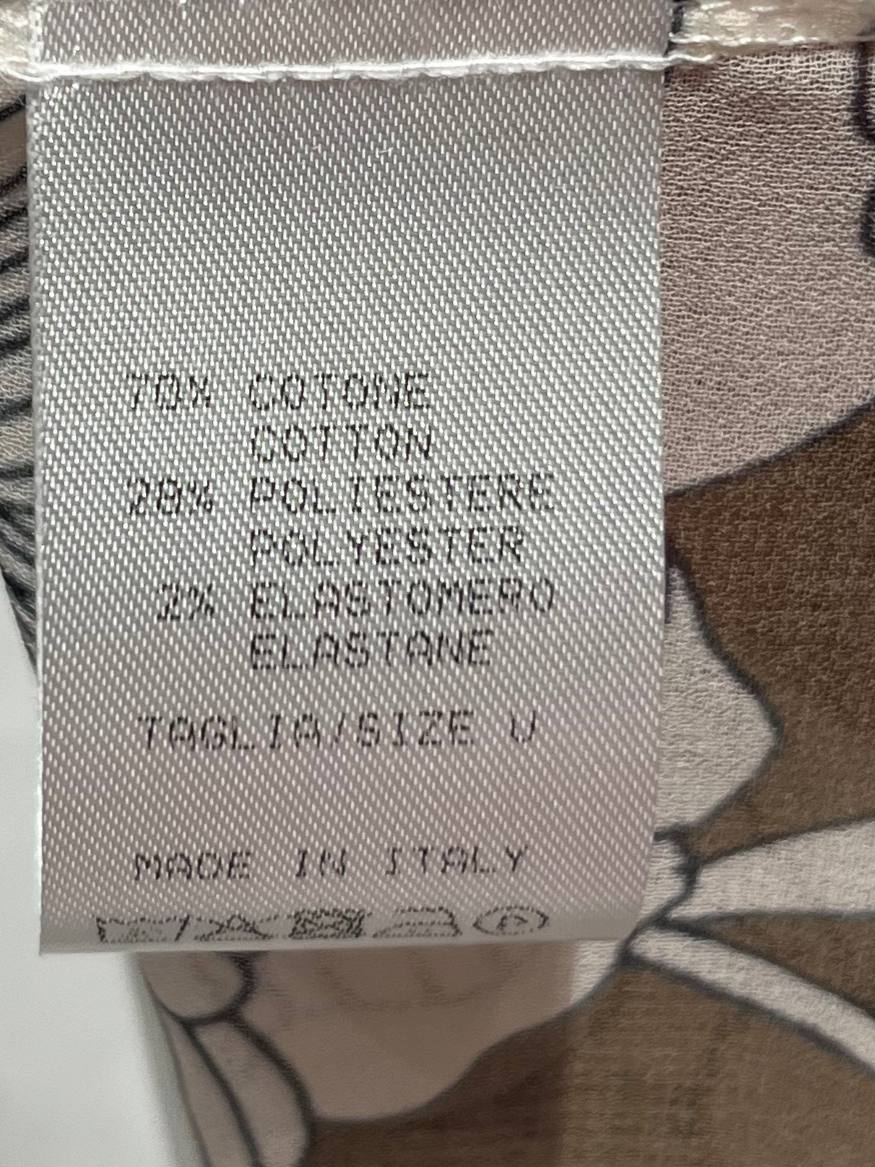 70% COTONE
COTTON
28% POLIESTERE
POLYESTER
2% ELASTOMERO
ELASTANE
TAGLIA/SIZE U
MADE IN ITALY
P